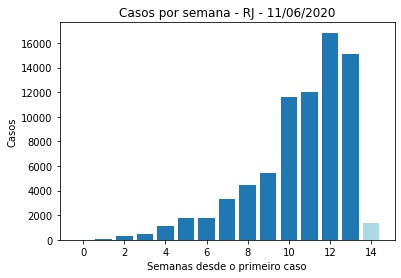 Casos por semana - RJ - 11/06/2020
Casos
16000
14000
12000
10000
8000
6000
4000
2000
0
0 2 4 6 8 10 12 14
Semanas desde o primeiro caso